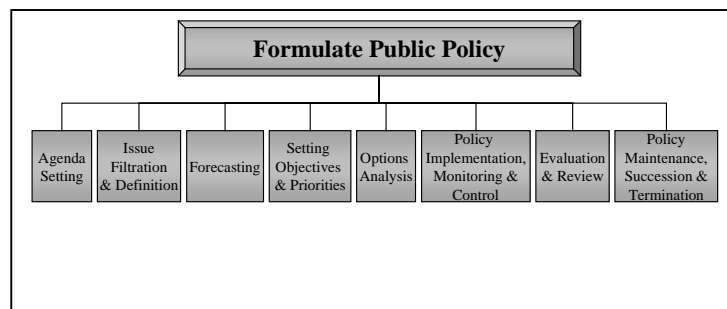 Formulate Public Policy
Agenda
Setting
Issue
Filtration
& Definition
Forecasting
Setting
Objectives
& Priorities
Options
Analysis
Policy
Implementation,
Monitoring &
Control
Evaluation
& Review
Policy
Maintenance,
Succession &
Termination